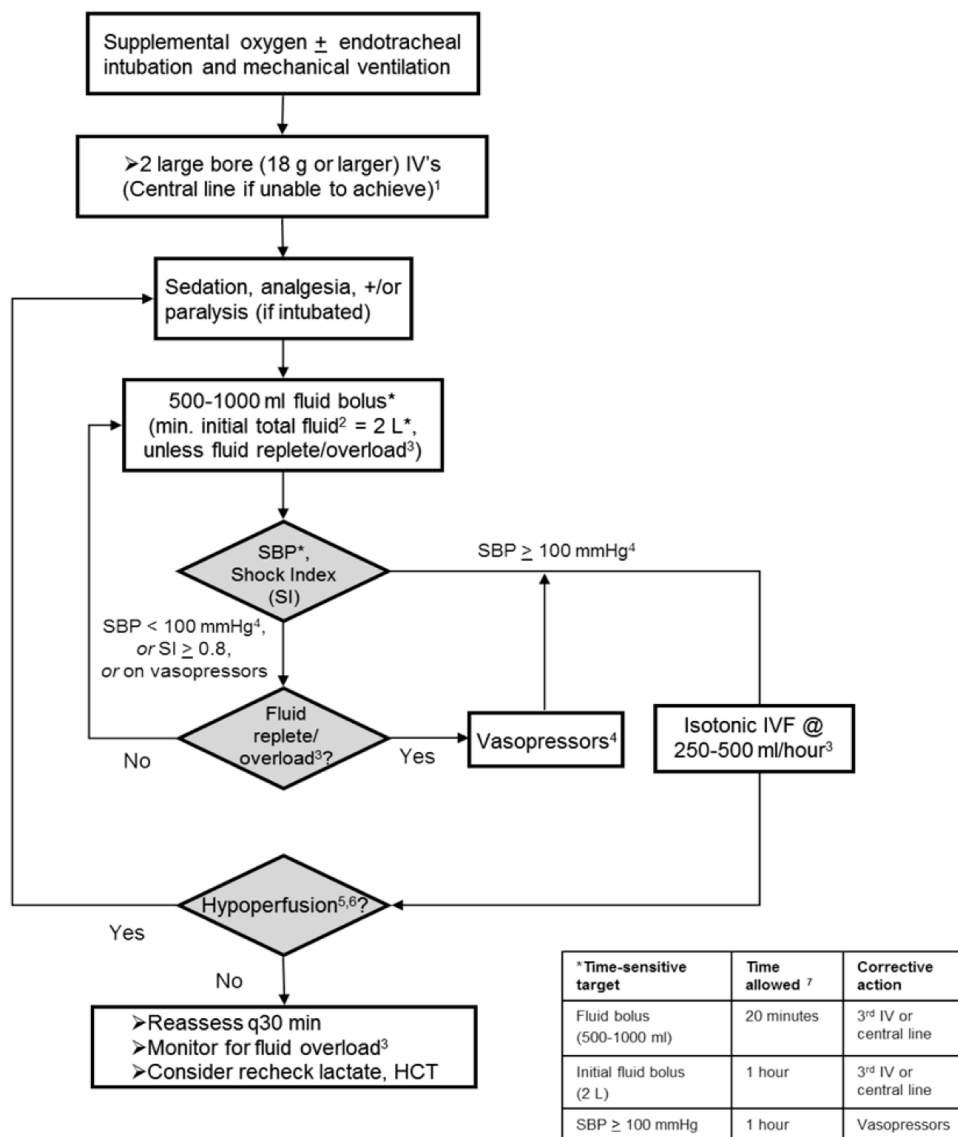 Supplemental oxygen ± endotracheal
intubation and mechanical ventilation
➢2 large bore (18 g or larger) IV's
(Central line if unable to achieve)¹
Sedation, analgesia, +/or
paralysis (if intubated)
500-1000 ml fluid bolus*
(min. initial total fluid² = 2 L*,
unless fluid replete/overload³)
SBP*,
Shock Index
(SI)
SBP ≥ 100 mmHg⁴
SBP < 100 mmHg⁴,
or SI ≥ 0.8,
or on vasopressors
Fluid
replete/
overload³?
No
Yes
Vasopressors⁴
Isotonic IVF @
250-500 ml/hour³
Hypoperfusion⁵,⁶?
Yes
No
➢Reassess q30 min
➢Monitor for fluid overload³
➢Consider recheck lactate, HCT
*Time-sensitive
target
Time
allowed ⁷
Corrective
action
Fluid bolus
(500-1000 ml)
20 minutes
3rd IV or
central line
Initial fluid bolus
(2 L)
1 hour
3rd IV or
central line
SBP ≥ 100 mmHg
1 hour
Vasopressors